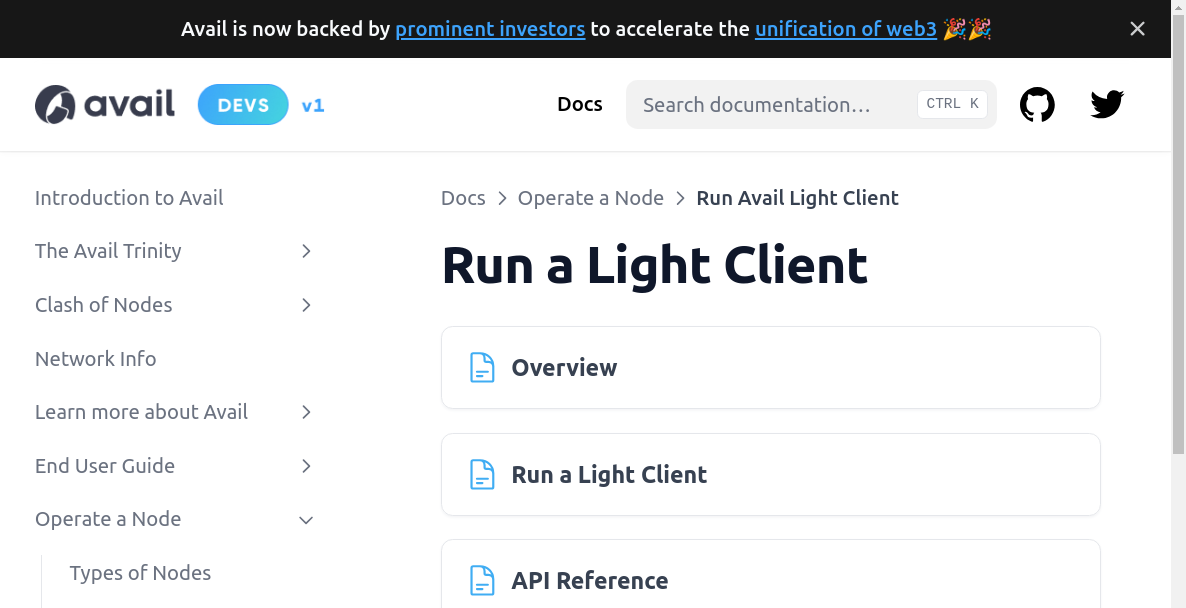 Avail is now backed by prominent investors to accelerate the unification of web3 🎉🎉
avail DEVS v1
Docs
Search documentation…
CTRL K
Introduction to Avail
The Avail Trinity
Clash of Nodes
Network Info
Learn more about Avail
End User Guide
Operate a Node
Types of Nodes
Docs > Operate a Node > Run Avail Light Client
Run a Light Client
Overview
Run a Light Client
API Reference